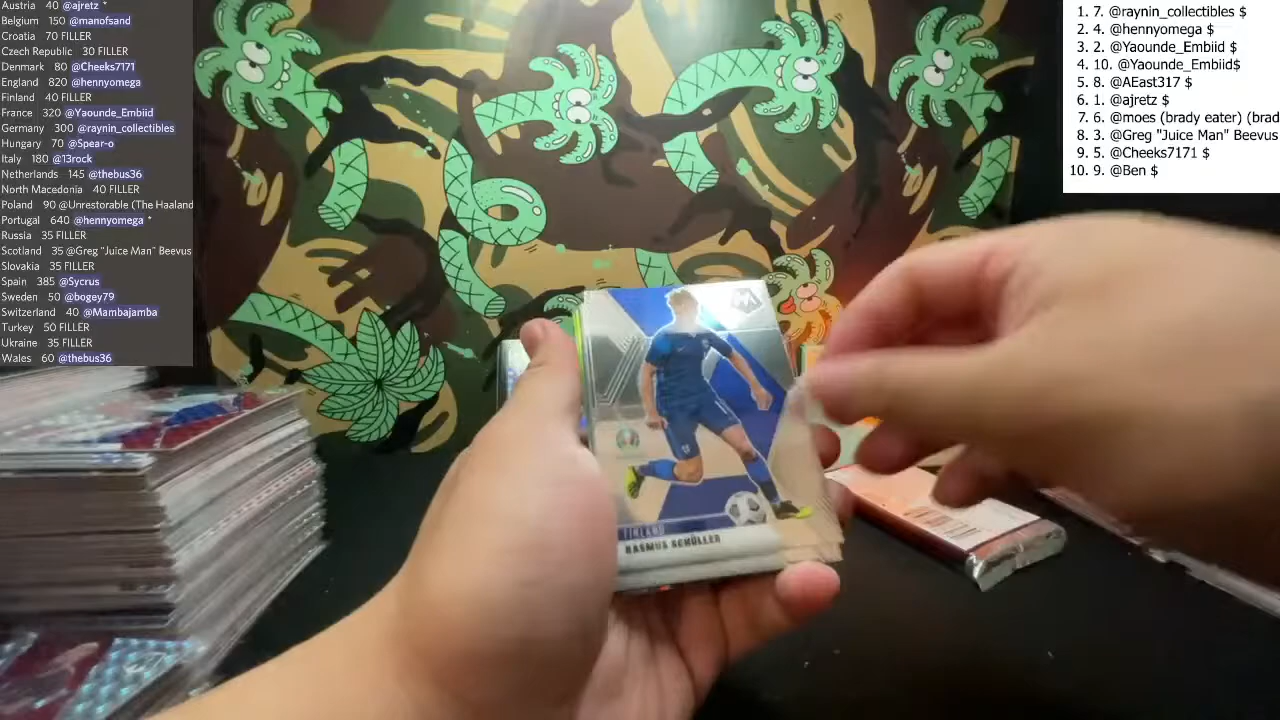 Austria 40 @ajretz *
Belgium 150 @manofsand
Croatia 70 FILLER
Czech Republic 30 FILLER
Denmark 80 @Cheeks7171
England 820 @hennyomega
Finland 40 FILLER
France 320 @Yaounde_Embiid
Germany 300 @raynin_collectibles
Hungary 70 @Spear-o
Italy 180 @13rock
Netherlands 145 @thebus36
North Macedonia 40 FILLER
Poland 90 @Unrestorable (The Haaland
Portugal 640 @hennyomega *
Russia 35 FILLER
Scotland 35 @Greg "Juice Man" Beevus
Slovakia 35 FILLER
Spain 385 @Sycrus
Sweden 50 @bogey79
Switzerland 40 @Mambajamba
Turkey 50 FILLER
Ukraine 35 FILLER
Wales 60 @thebus36
1. 7. @raynin_collectibles $
2. 4. @hennyomega $
3. 2. @Yaounde_Embiid $
4. 10. @Yaounde_Embiid$
5. 8. @AEast317 $
6. 1. @ajretz $
7. 6. @moes (brady eater) (brad
8. 3. @Greg "Juice Man" Beevus
9. 5. @Cheeks7171 $
10. 9. @Ben $
FINLAND
RASMUS SCHÜLLER